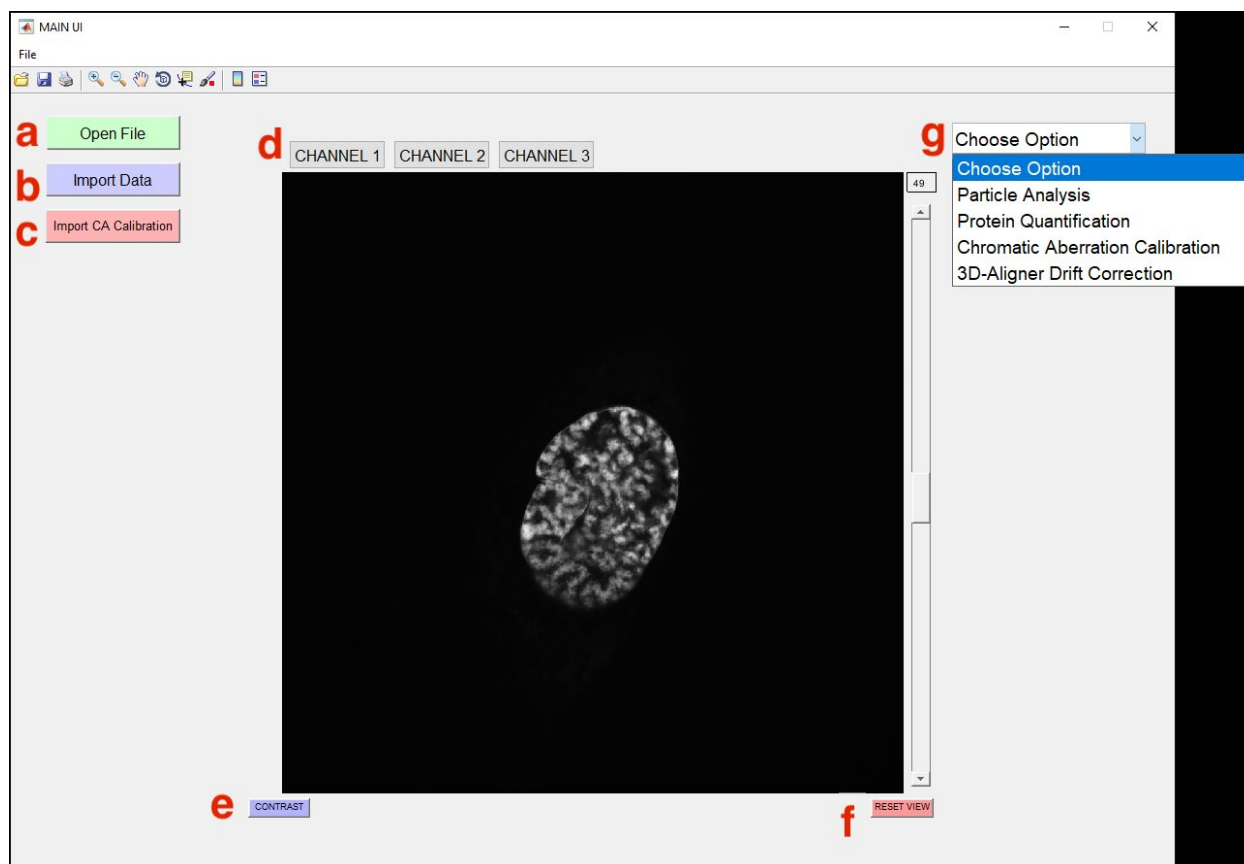 MAIN UI
File
a
Open File
b
Import Data
c
Import CA Calibration
d
CHANNEL 1 CHANNEL 2 CHANNEL 3
49
g
Choose Option
Choose Option
Particle Analysis
Protein Quantification
Chromatic Aberration Calibration
3D-Aligner Drift Correction
e
CONTRAST
f
RESET VIEW